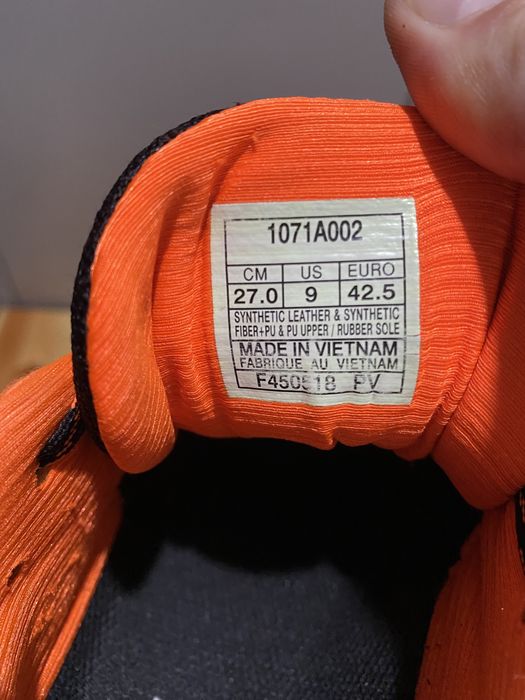 1071A002
CM US EURO
27.0 9 42.5
SYNTHETIC LEATHER & SYNTHETIC
FIBER+PU & PU UPPER / RUBBER SOLE
MADE IN VIETNAM
FABRIQUE AU VIETNAM
PV